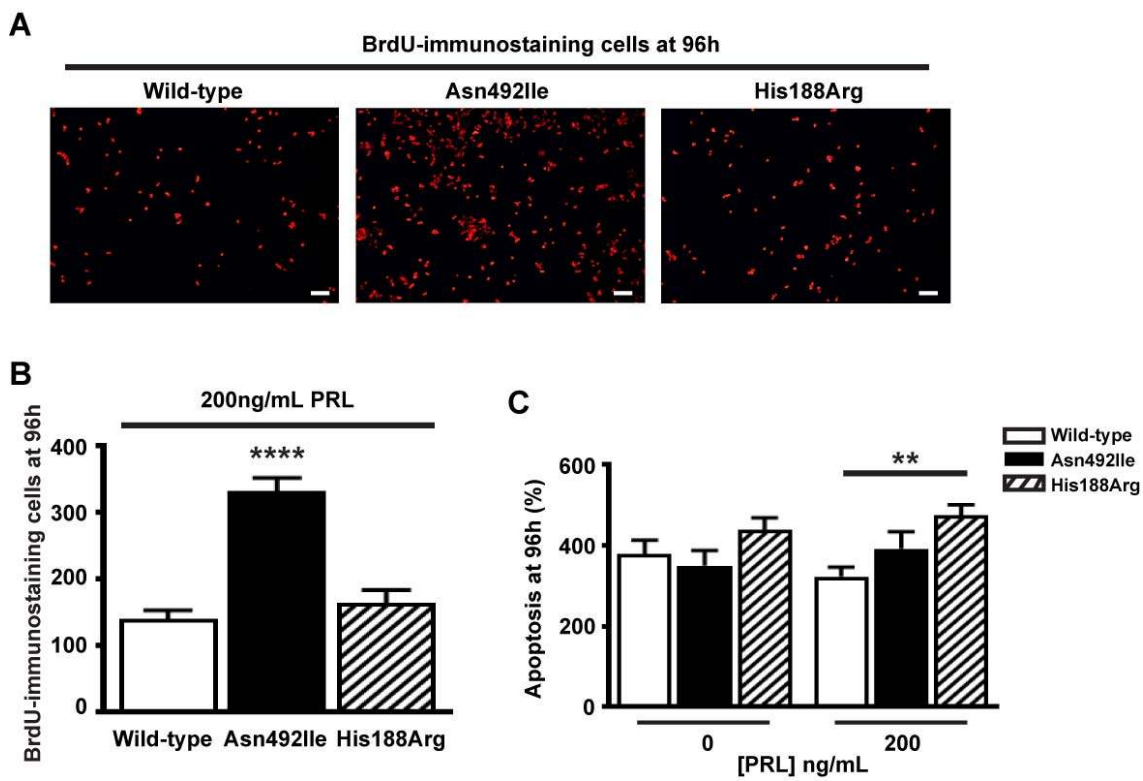 A
BrdU-immunostaining cells at 96h
Wild-type Asn492Ile His188Arg
B
200ng/mL PRL
BrdU-immunostaining cells at 96h
400
300
200
100
0
****
Wild-type Asn492Ile His188Arg
C
Apoptosis at 96h (%)
600
400
200
0
**
Wild-type
Asn492Ile
His188Arg
0 200
[PRL] ng/mL